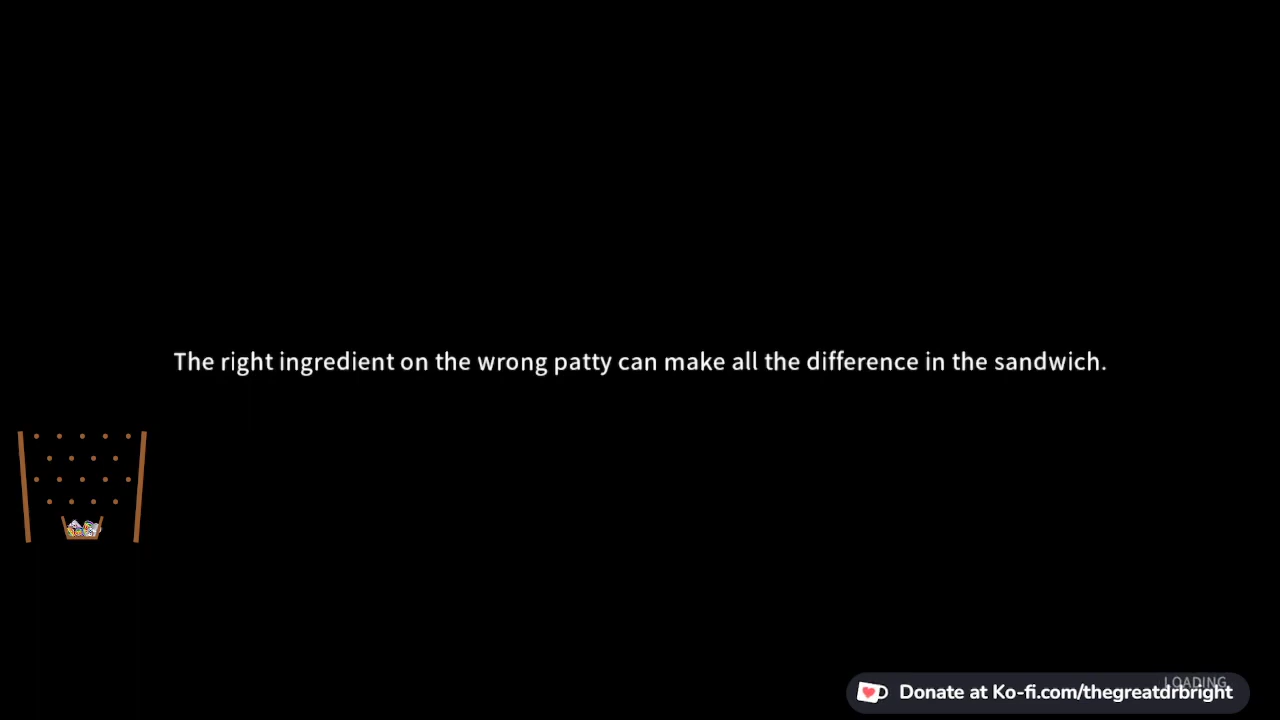 The right ingredient on the wrong patty can make all the difference in the sandwich.
LOADING
Donate at Ko-fi.com/thegreatdrbright